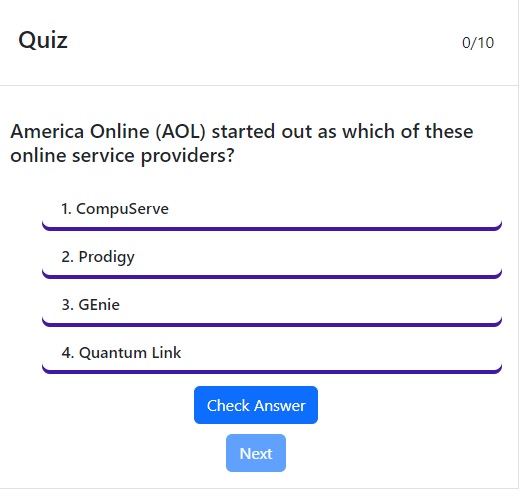 Quiz
0/10
America Online (AOL) started out as which of these
online service providers?
1. CompuServe
2. Prodigy
3. GEnie
4. Quantum Link
Check Answer
Next